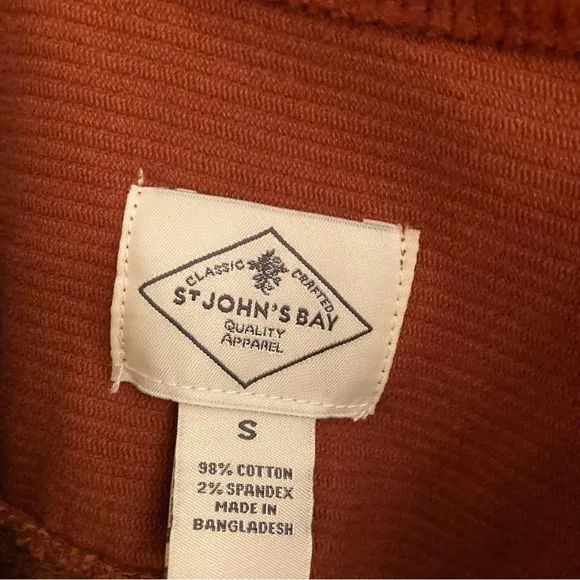 CLASSIC CRAFTED
ST JOHN'S BAY
QUALITY
APPAREL
S
98% COTTON
2% SPANDEX
MADE IN
BANGLADESH